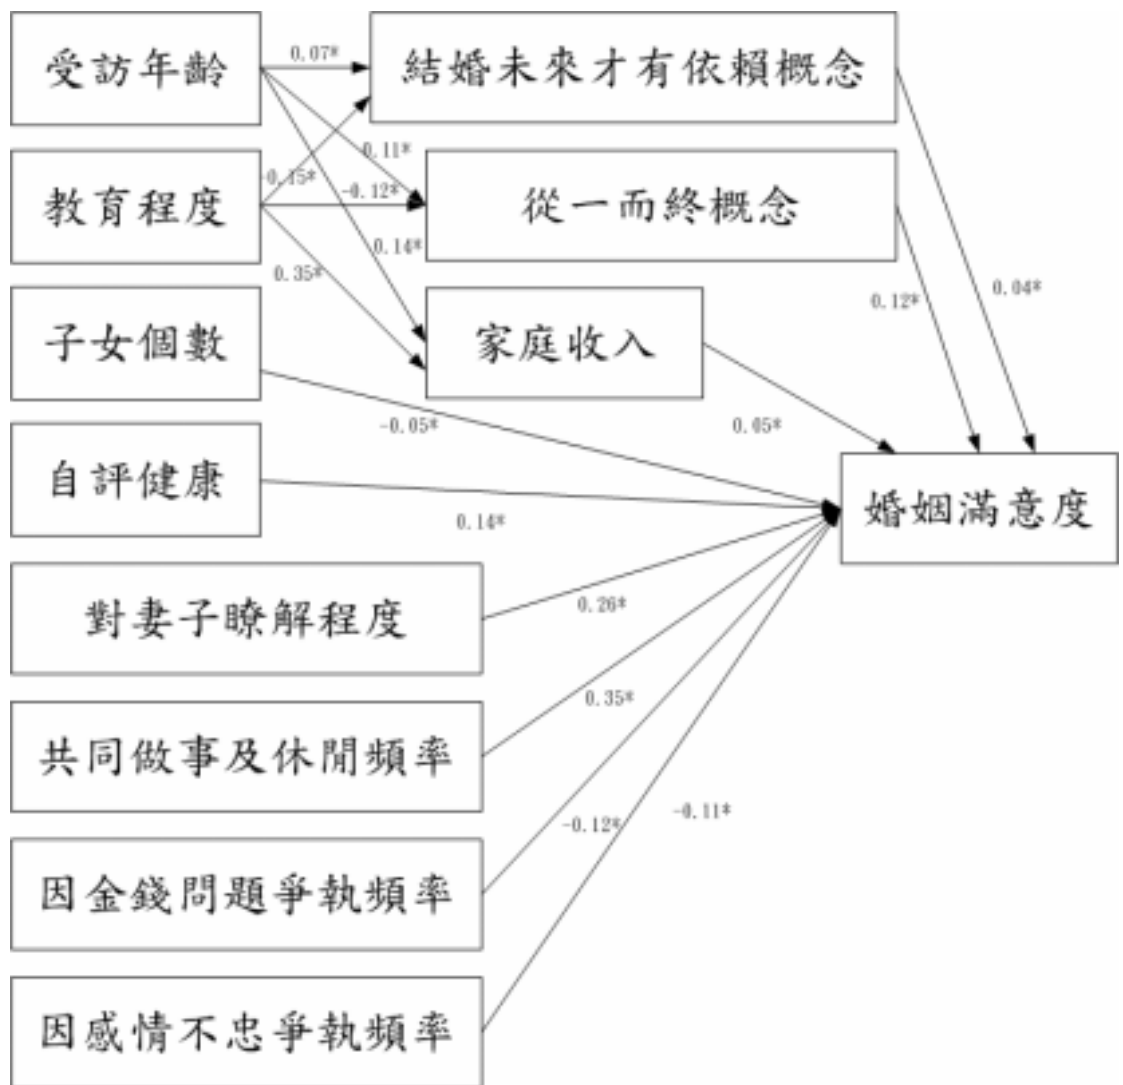 受訪年齡
0.07*
結婚未來才有依賴概念
0.11*
教育程度
-0.15*
-0.12*
從一而終概念
0.14*
0.35*
0.12*
0.04*
子女個數
家庭收入
-0.05*
0.05*
自評健康
0.14*
婚姻滿意度
對妻子瞭解程度
0.26*
共同做事及休閒頻率
0.35*
-0.12*
-0.11*
因金錢問題爭執頻率
因感情不忠爭執頻率